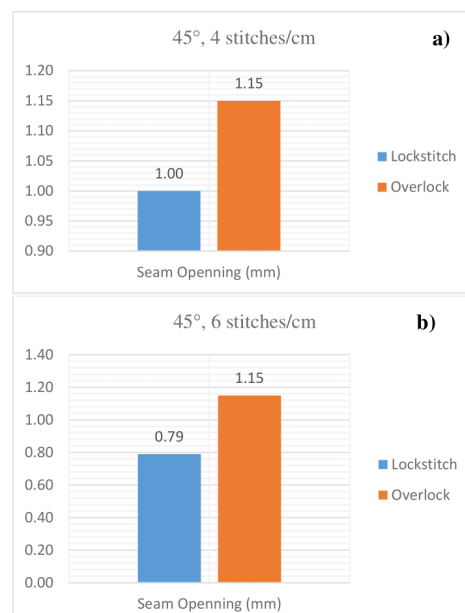 45°, 4 stitches/cm
a)
1.20
1.15
1.10
1.05
1.00
0.95
0.90
1.00
1.15
Lockstitch
Overlock
Seam Openning (mm)
45°, 6 stitches/cm
b)
1.40
1.20
1.00
0.80
0.60
0.40
0.20
0.00
0.79
1.15
Lockstitch
Overlock
Seam Openning (mm)